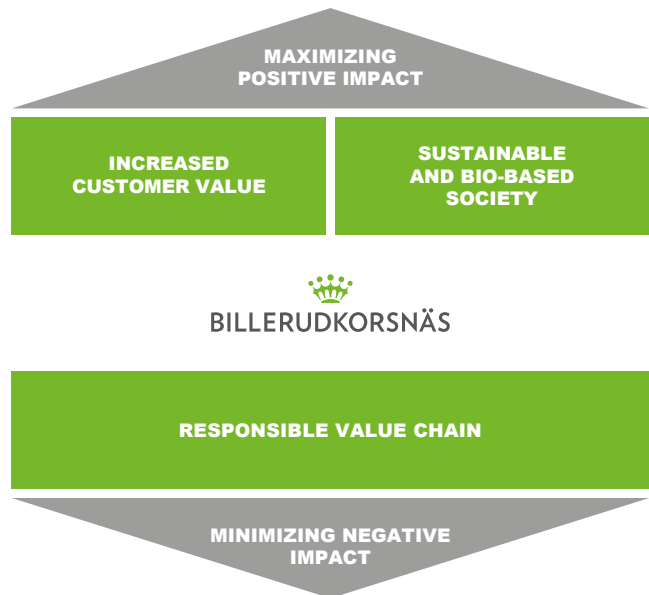 MAXIMIZING
POSITIVE IMPACT
INCREASED
CUSTOMER VALUE
SUSTAINABLE
AND BIO-BASED
SOCIETY
BILLERUDKORSNÄS
RESPONSIBLE VALUE CHAIN
MINIMIZING NEGATIVE
IMPACT